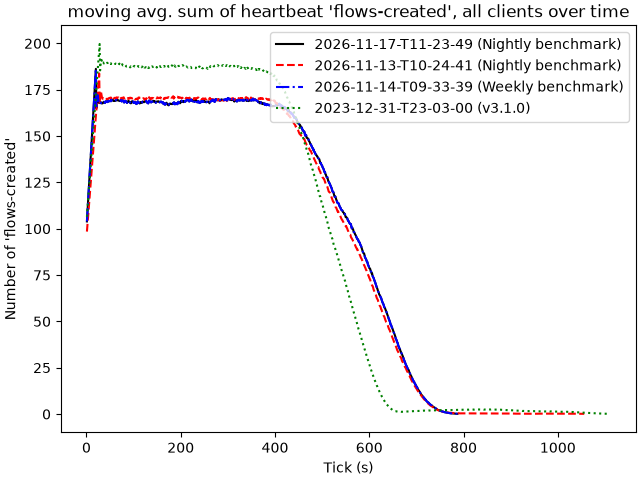 moving avg. sum of heartbeat 'flows-created', all clients over time
2026-11-17-T11-23-49 (Nightly benchmark)
2026-11-13-T10-24-41 (Nightly benchmark)
2026-11-14-T09-33-39 (Weekly benchmark)
2023-12-31-T23-03-00 (v3.1.0)
Number of 'flows-created'
200
175
150
125
100
75
50
25
0
0
200
400
600
800
1000
Tick (s)